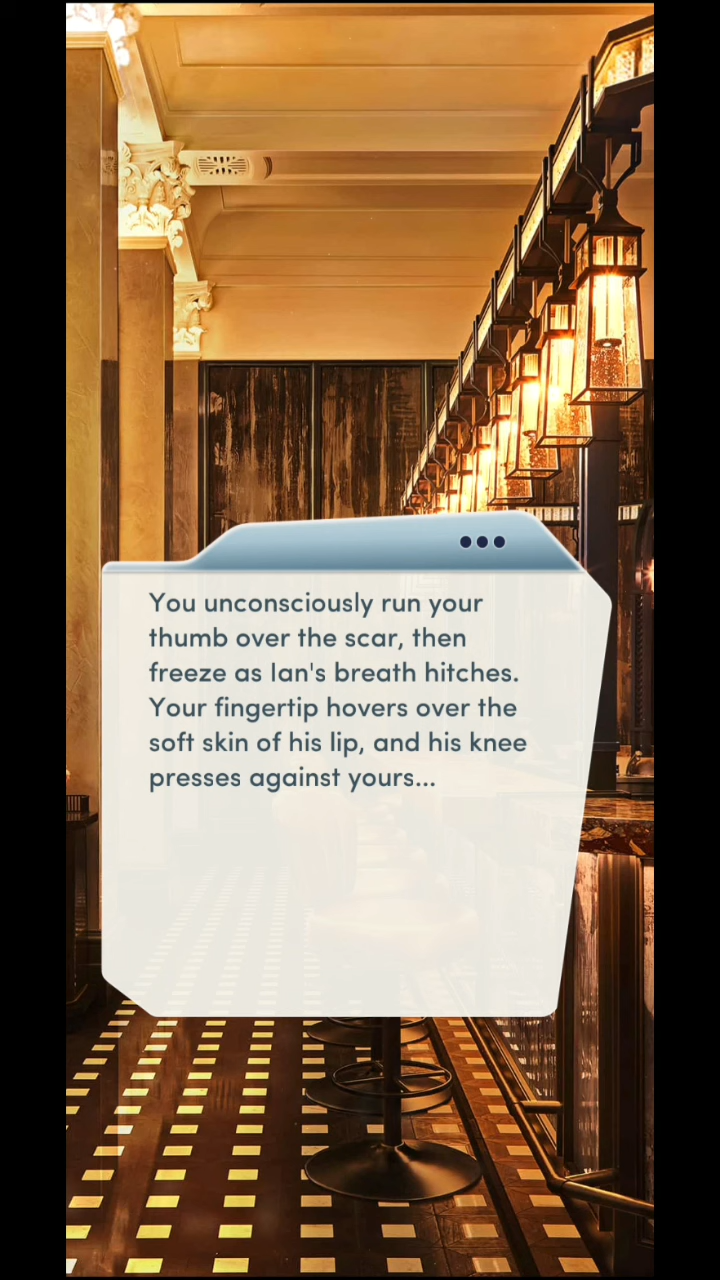 You unconsciously run your
thumb over the scar, then
freeze as Ian's breath hitches.
Your fingertip hovers over the
soft skin of his lip, and his knee
presses against yours...